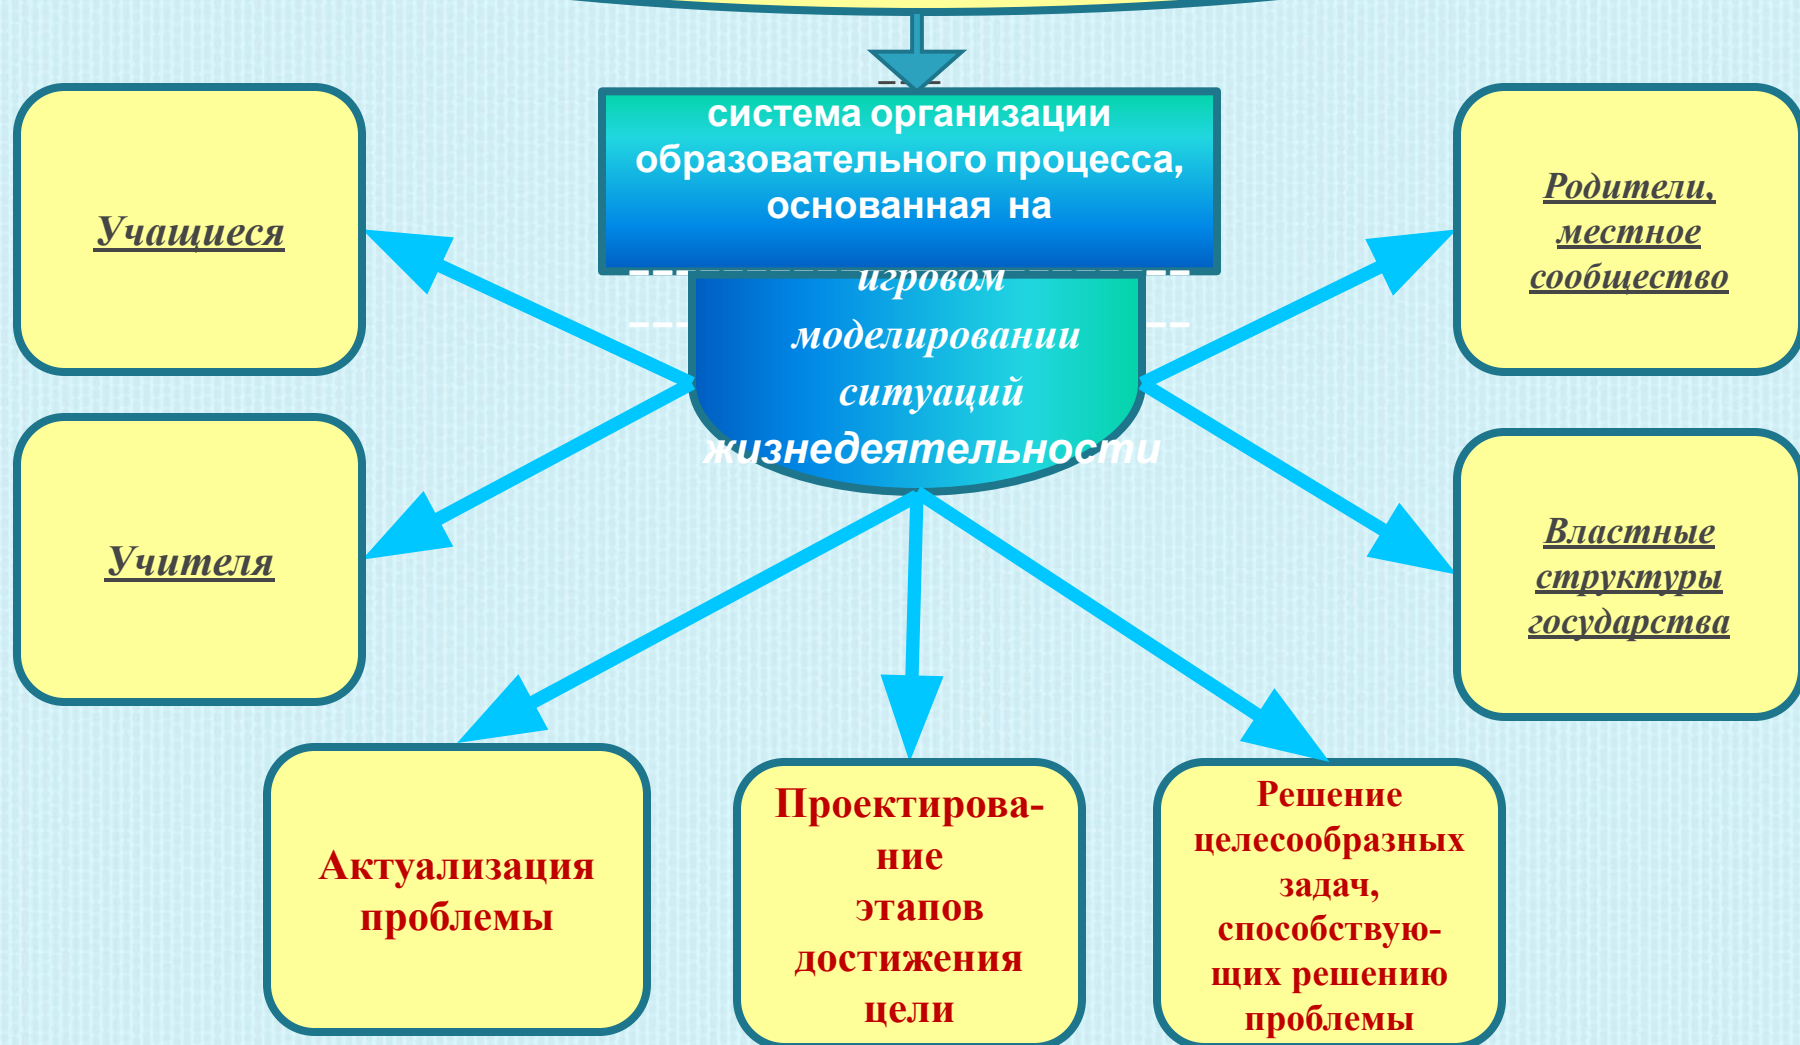 система организации
образовательного процесса,
основанная на
игровом
моделировании
ситуаций
жизнедеятельности
Учащиеся
Учителя
Родители,
местное
сообщество
Властные
структуры
государства
Актуализация
проблемы
Проектирова-
ние
этапов
достижения
цели
Решение
целесообразных
задач,
способствую-
щих решению
проблемы